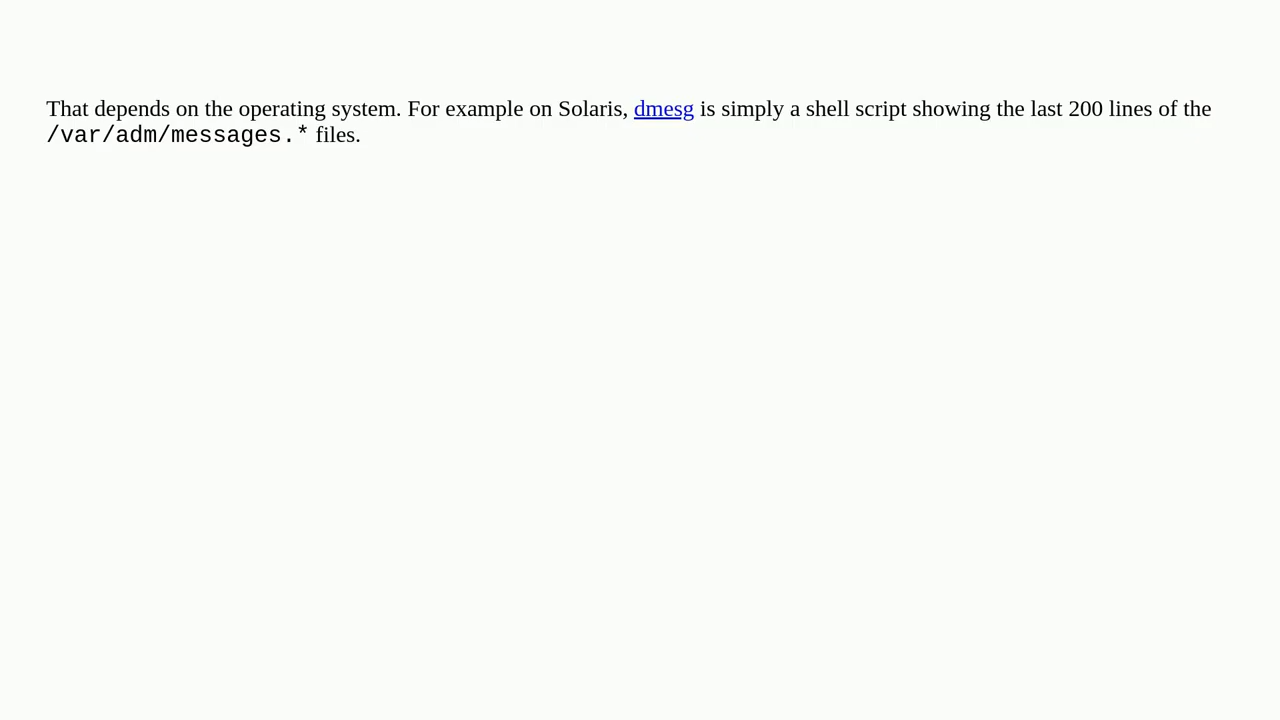 That depends on the operating system. For example on Solaris, dmesg is simply a shell script showing the last 200 lines of the
/var/adm/messages.* files.